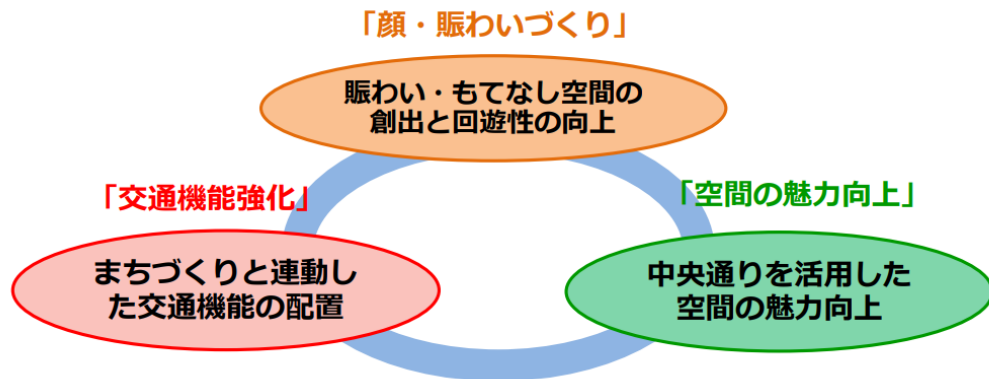 「顔・賑わいづくり」
賑わい・もてなし空間の
創出と回遊性の向上
「交通機能強化」
まちづくりと連動し
た交通機能の配置
「空間の魅力向上」
中央通りを活用した
空間の魅力向上